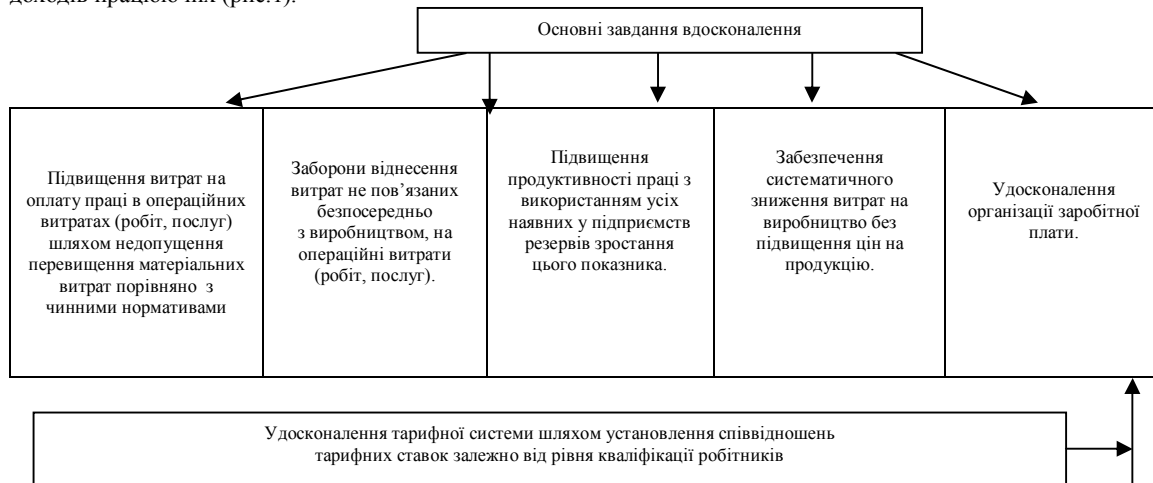 доходів працюючих (рис.1).
Основні завдання вдосконалення
Підвищення витрат на
оплату праці в операційних
витратах (робіт, послуг)
шляхом недопущення
перевищення матеріальних
витрат порівняно з
чинними нормативами
Заборони віднесення
витрат не пов’язаних
безпосередньо
з виробництвом, на
операційні витрати
(робіт, послуг).
Підвищення
продуктивності праці з
використанням усіх
наявних у підприємств
резервів зростання
цього показника.
Забезпечення
систематичного
зниження витрат на
виробництво без
підвищення цін на
продукцію.
Удосконалення
організації заробітної
плати.
Удосконалення тарифної системи шляхом установлення співвідношень
тарифних ставок залежно від рівня кваліфікації робітників